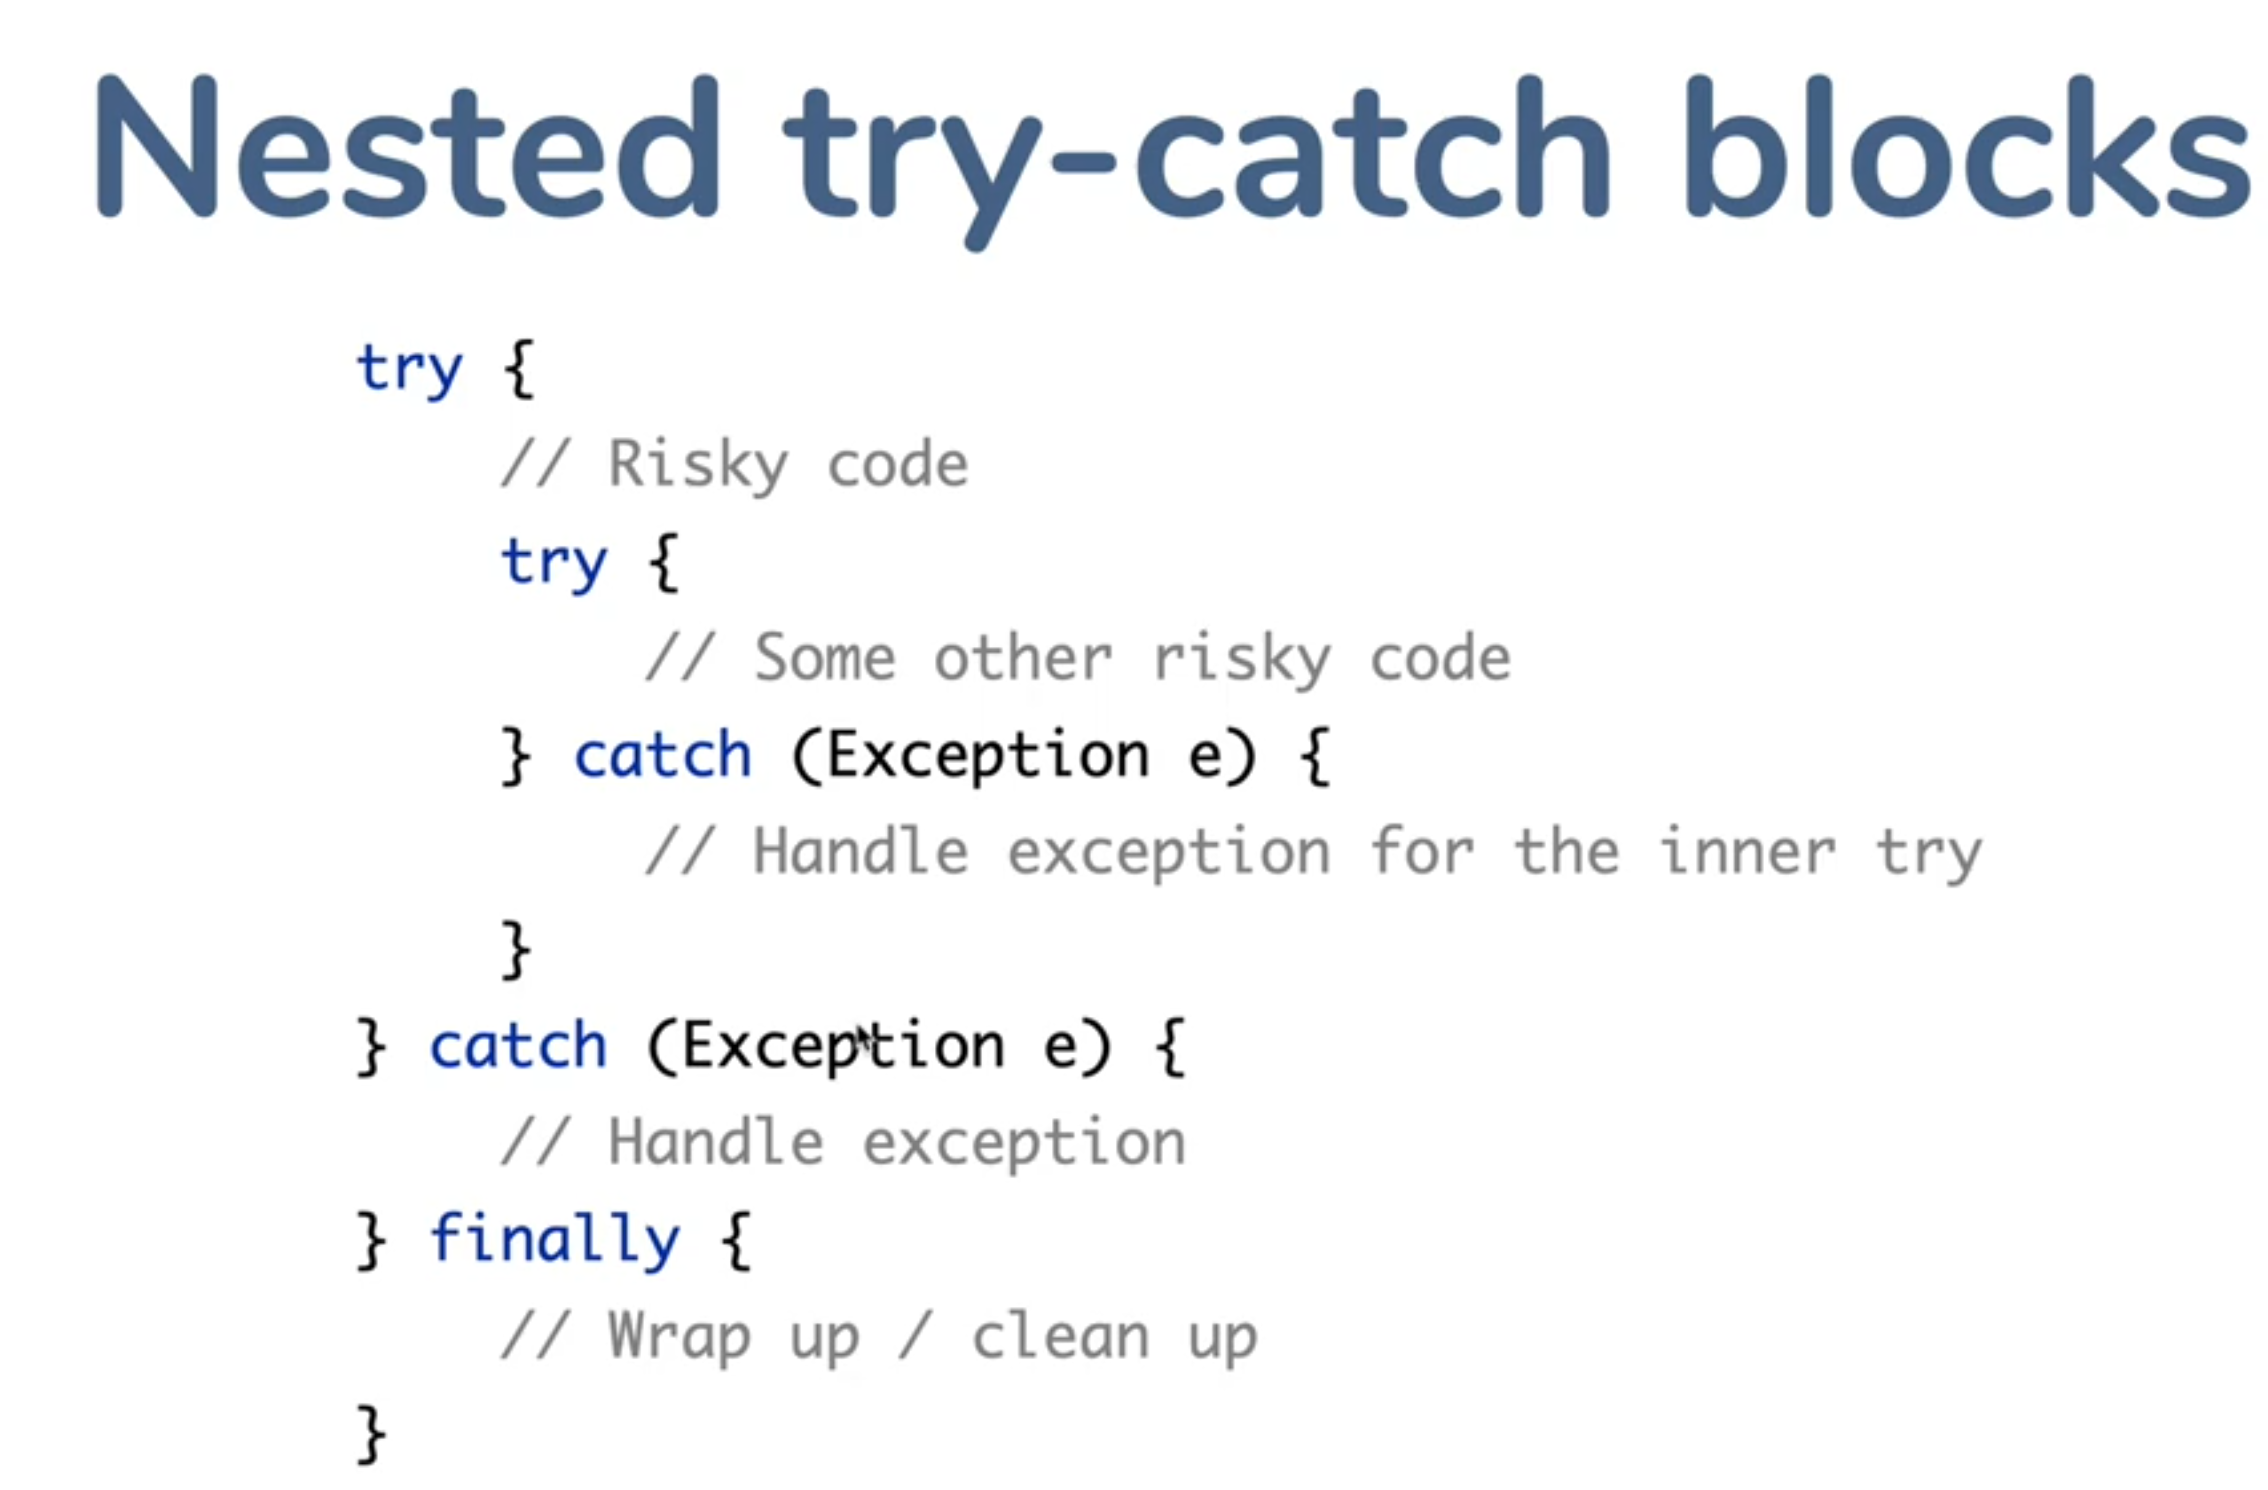 Nested try-catch blocks
try {
// Risky code
try {
// Some other risky code
} catch (Exception e) {
// Handle exception for the inner try
}
} catch (Exception e) {
// Handle exception
} finally {
// Wrap up / clean up
}